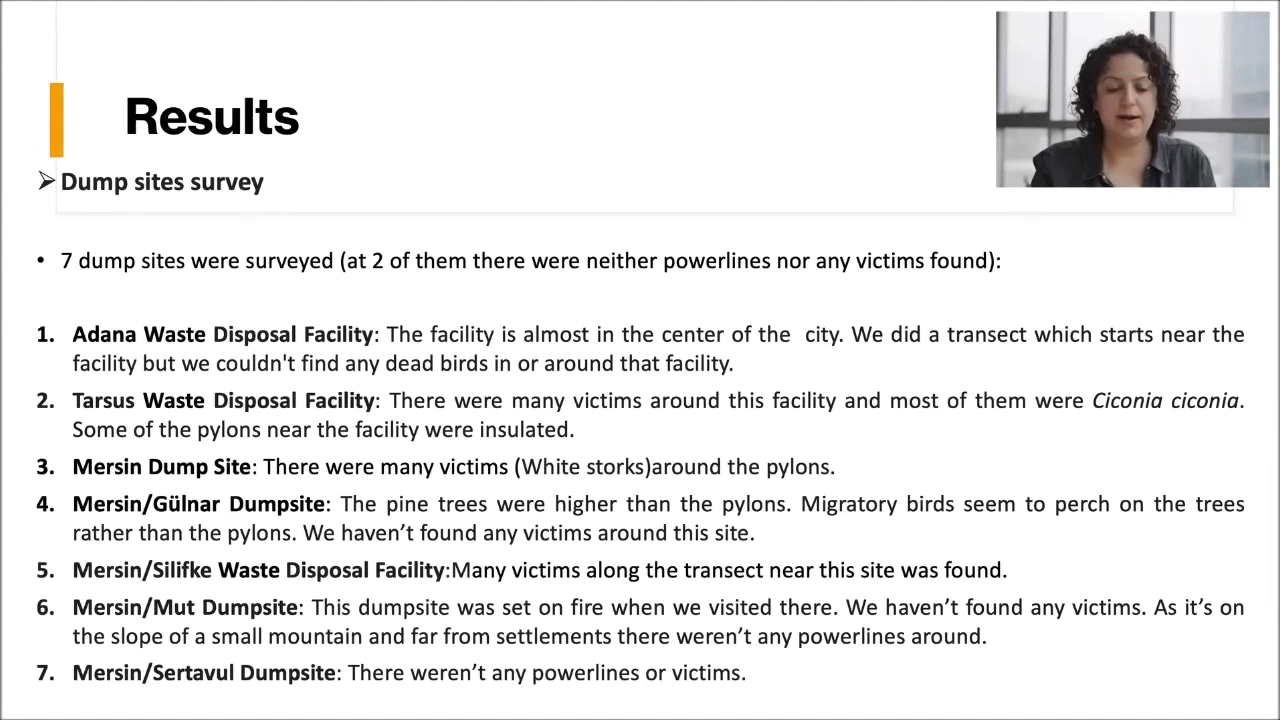 Results
➢ Dump sites survey
• 7 dump sites were surveyed (at 2 of them there were neither powerlines nor any victims found):
1. Adana Waste Disposal Facility: The facility is almost in the center of the city. We did a transect which starts near the
facility but we couldn't find any dead birds in or around that facility.
2. Tarsus Waste Disposal Facility: There were many victims around this facility and most of them were Ciconia ciconia.
Some of the pylons near the facility were insulated.
3. Mersin Dump Site: There were many victims (White storks)around the pylons.
4. Mersin/Gülnar Dumpsite: The pine trees were higher than the pylons. Migratory birds seem to perch on the trees
rather than the pylons. We haven’t found any victims around this site.
5. Mersin/Silifke Waste Disposal Facility:Many victims along the transect near this site was found.
6. Mersin/Mut Dumpsite: This dumpsite was set on fire when we visited there. We haven’t found any victims. As it’s on
the slope of a small mountain and far from settlements there weren’t any powerlines around.
7. Mersin/Sertavul Dumpsite: There weren’t any powerlines or victims.